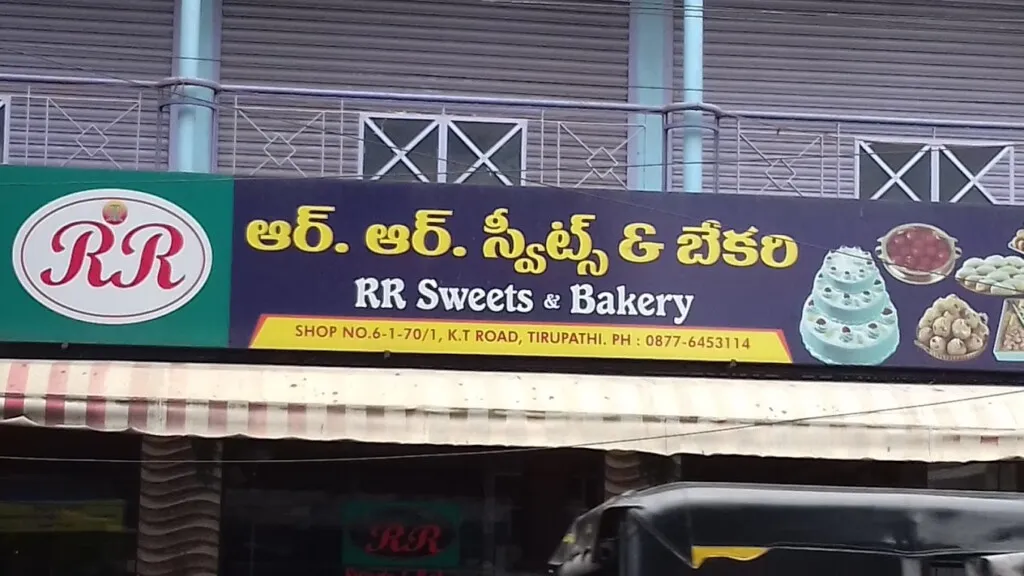 RR
ఆర్. ఆర్. స్వీట్స్ & బేకరి
RR Sweets & Bakery
SHOP NO.6-1-70/1, K.T ROAD, TIRUPATHI. PH : 0877-6453114
RR